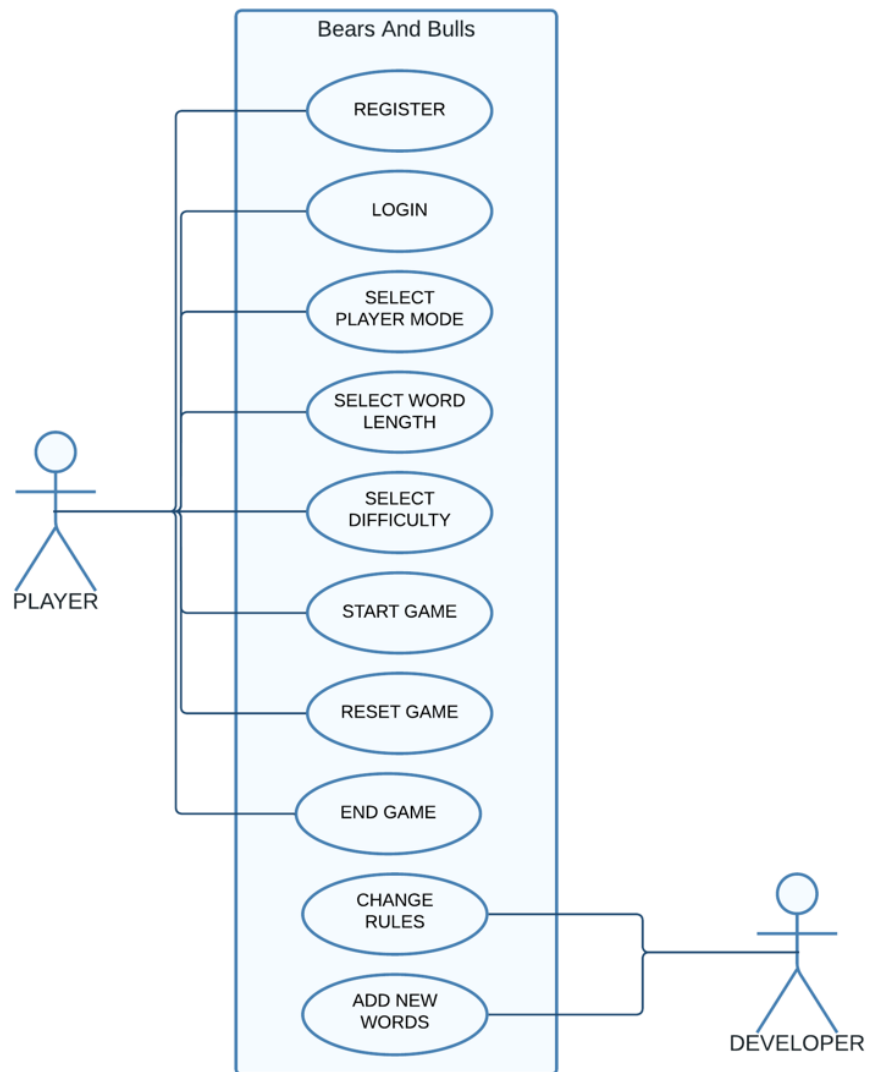 Bears And Bulls
REGISTER
LOGIN
SELECT
PLAYER MODE
SELECT WORD
LENGTH
SELECT
DIFFICULTY
PLAYER
START GAME
RESET GAME
END GAME
CHANGE
RULES
ADD NEW
WORDS
DEVELOPER